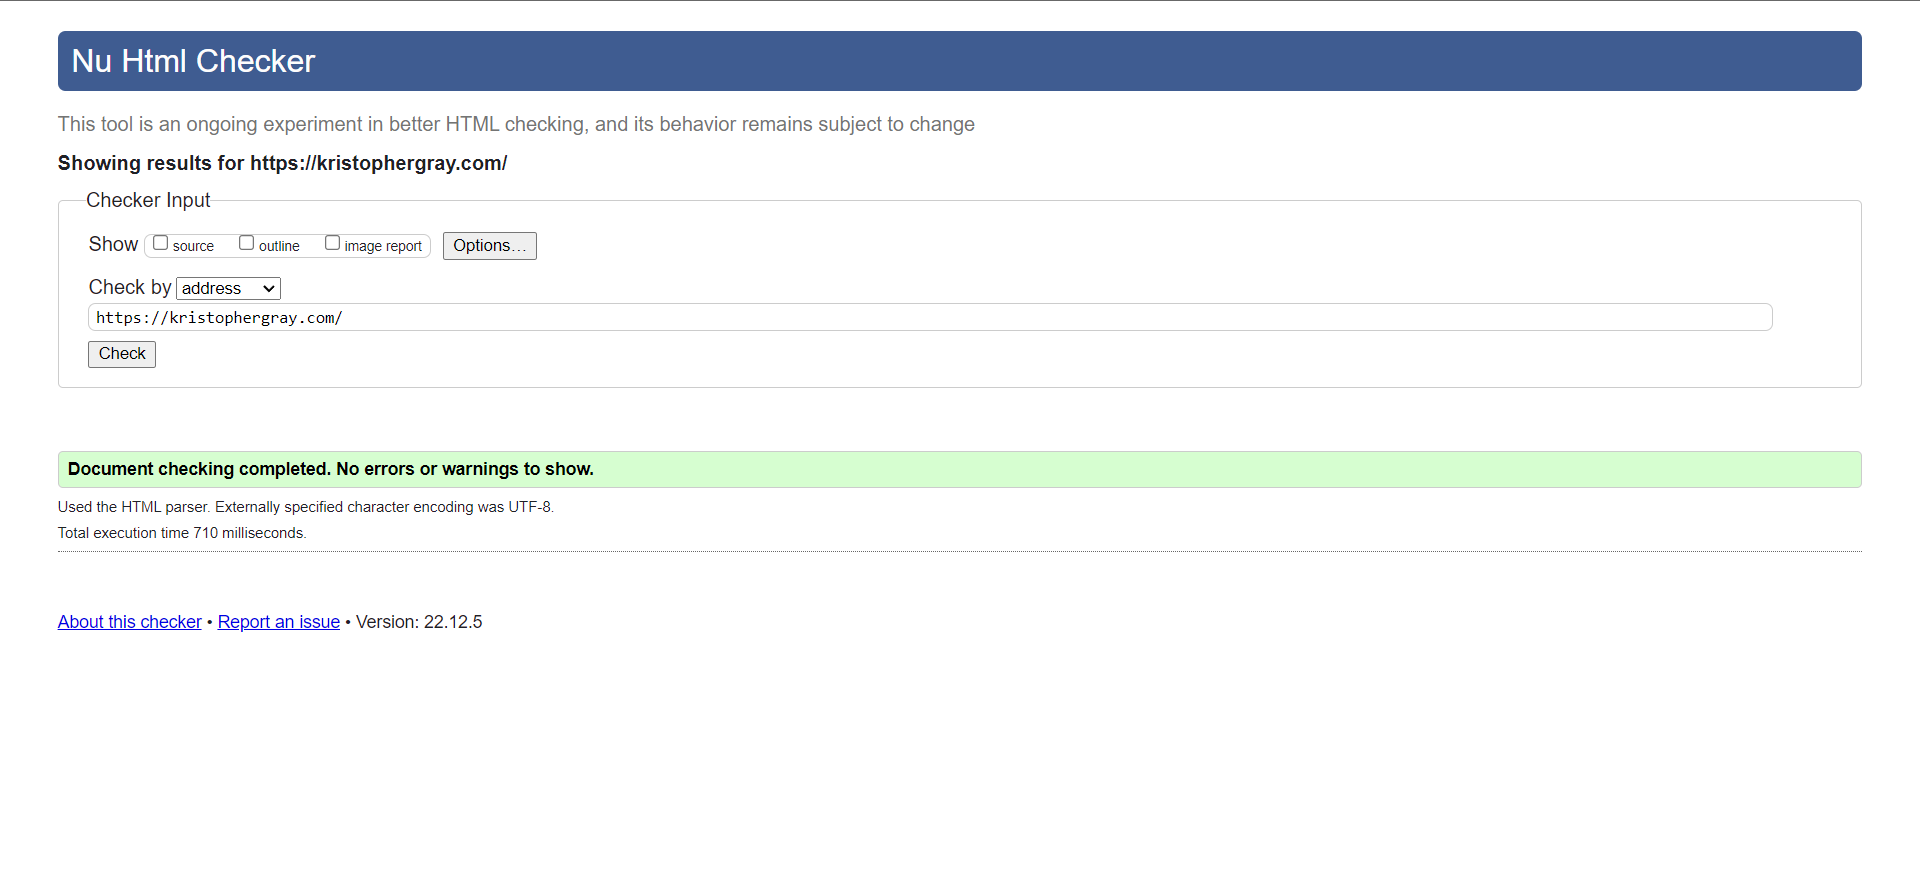 Nu Html Checker
This tool is an ongoing experiment in better HTML checking, and its behavior remains subject to change
Showing results for https://kristophergray.com/
Checker Input
Show source outline image report Options…
Check by address
https://kristophergray.com/
Check
Document checking completed. No errors or warnings to show.
Used the HTML parser. Externally specified character encoding was UTF-8.
Total execution time 710 milliseconds.
About this checker • Report an issue • Version: 22.12.5